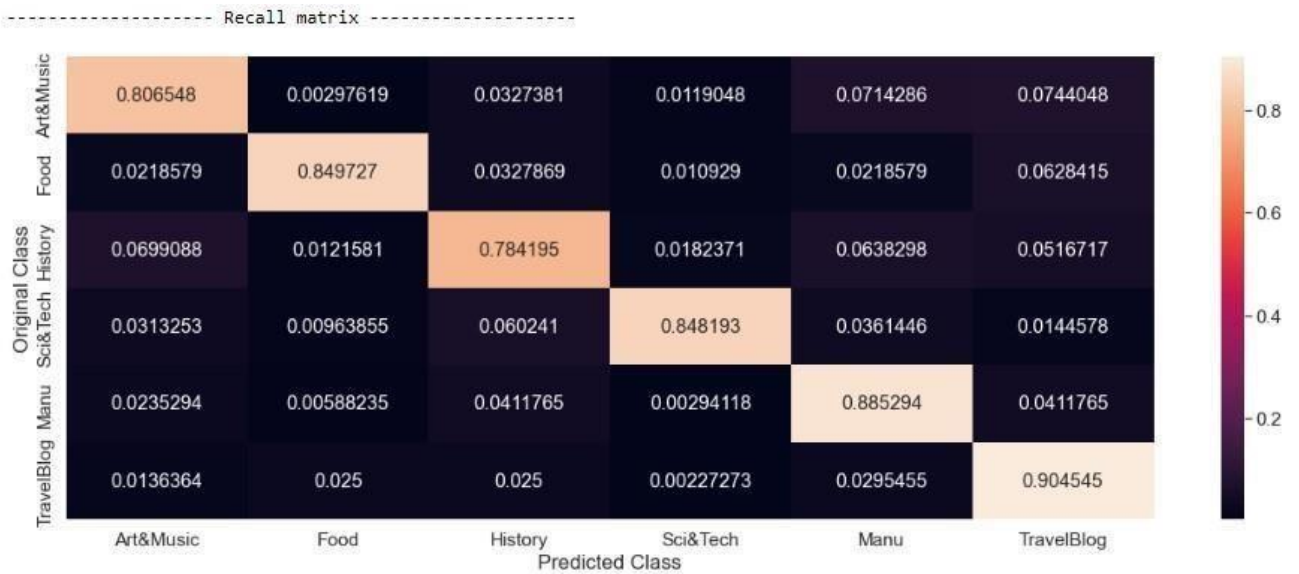 -------------------- Recall matrix --------------------
Art&Music 0.806548 0.00297619 0.0327381 0.0119048 0.0714286 0.0744048
Food 0.0218579 0.849727 0.0327869 0.010929 0.0218579 0.0628415
History 0.0699088 0.0121581 0.784195 0.0182371 0.0638298 0.0516717
Sci&Tech 0.0313253 0.00963855 0.060241 0.848193 0.0361446 0.0144578
Manu 0.0235294 0.00588235 0.0411765 0.00294118 0.885294 0.0411765
TravelBlog 0.0136364 0.025 0.025 0.00227273 0.0295455 0.904545
Original Class
Art&Music Food History Sci&Tech Manu TravelBlog
Predicted Class
0.8
0.6
0.4
0.2